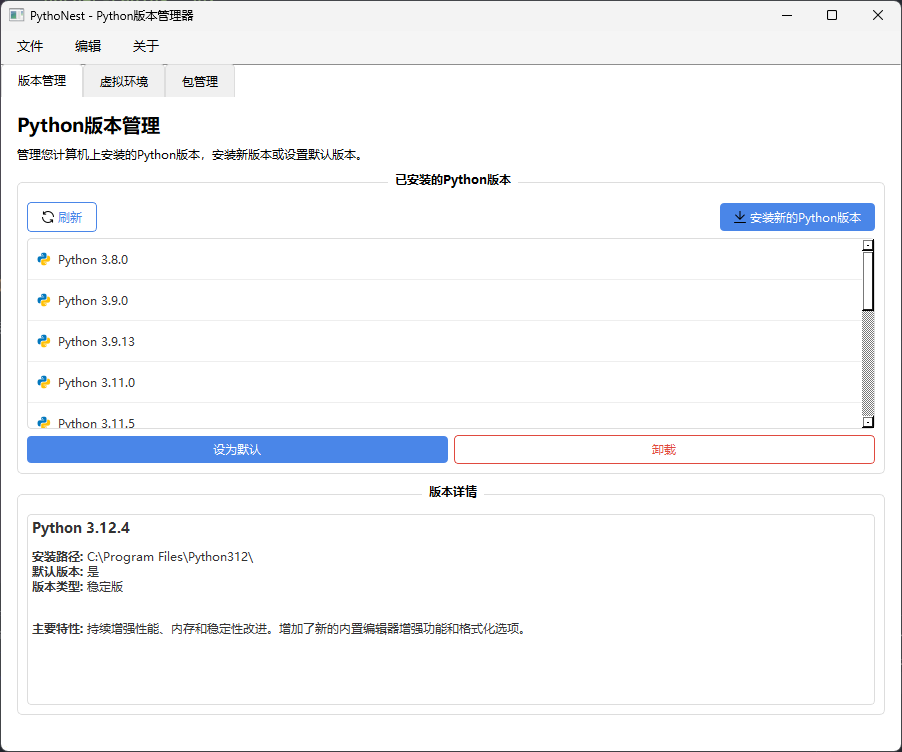 PythoNest - Python版本管理器
文件 编辑 关于
版本管理 虚拟环境 包管理
Python版本管理
管理您计算机上安装的Python版本，安装新版本或设置默认版本。
已安装的Python版本
刷新 安装新的Python版本
Python 3.8.0
Python 3.9.0
Python 3.9.13
Python 3.11.0
Python 3.11.5
设为默认 卸载
版本详情
Python 3.12.4
安装路径: C:\Program Files\Python312\
默认版本: 是
版本类型: 稳定版
主要特性: 持续增强性能、内存和稳定性改进。增加了新的内置编辑器增强功能和格式化选项。